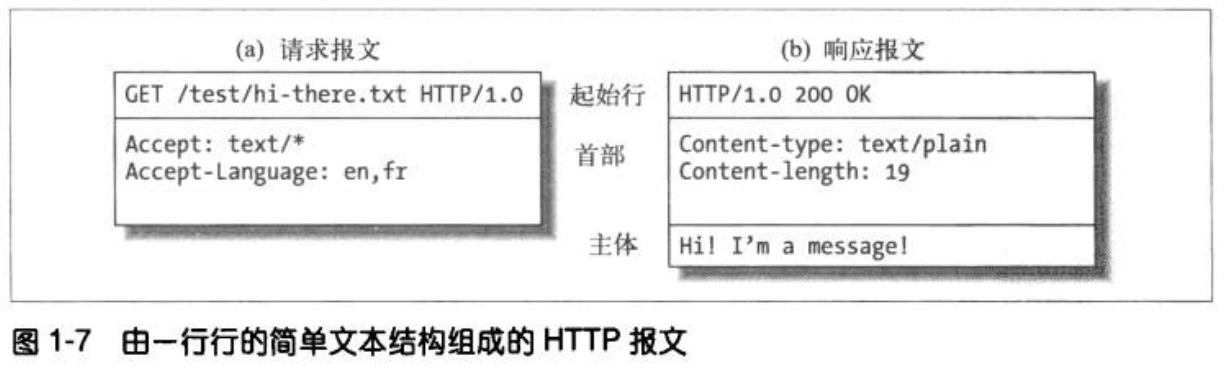 (a) 请求报文
GET /test/hi-there.txt HTTP/1.0
Accept: text/*
Accept-Language: en,fr
起始行
首部
主体
(b) 响应报文
HTTP/1.0 200 OK
Content-type: text/plain
Content-length: 19
Hi! I'm a message!
图 1-7 由一行行的简单文本结构组成的 HTTP 报文